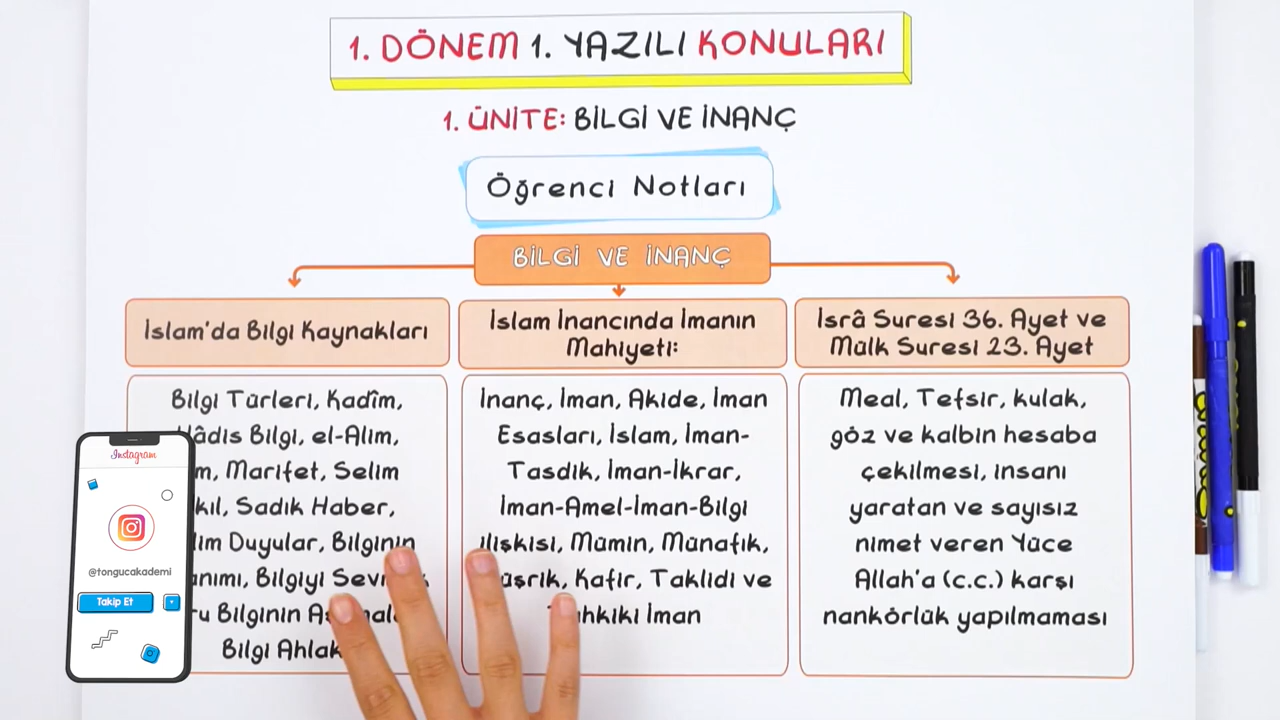 1. DÖNEM 1. YAZILI KONULARI
1. ÜNİTE: BİLGİ VE İNANÇ
Öğrenci Notları
BİLGİ VE İNANÇ
İslam'da Bilgi Kaynakları
Bilgi Türleri, Kadîm,
Hâdis Bilgi, el-Alim,
Marifet, Selim
Sadık Haber,
Duyular, Bilginin
Bilgiyi
Bilginin
Bilgi
İslam İnancında İmanın
Mahiyeti:
İnanç, İman, Akide, İman
Esasları, İslam, İman-
Tasdik, İman-İkrar,
İman-Amel-İman-Bilgi
ilişkisi, Mümin, Münafık,
Kafir, Taklidi ve
İman
İsrâ Suresi 36. Ayet ve
Mülk Suresi 23. Ayet
Meal, Tefsir, kulak,
göz ve kalbin hesaba
çekilmesi, insanı
yaratan ve sayısız
nimet veren Yüce
Allah'a (c.c.) karşı
nankörlük yapılmaması
Instagram
@tongucakademi
Takip Et